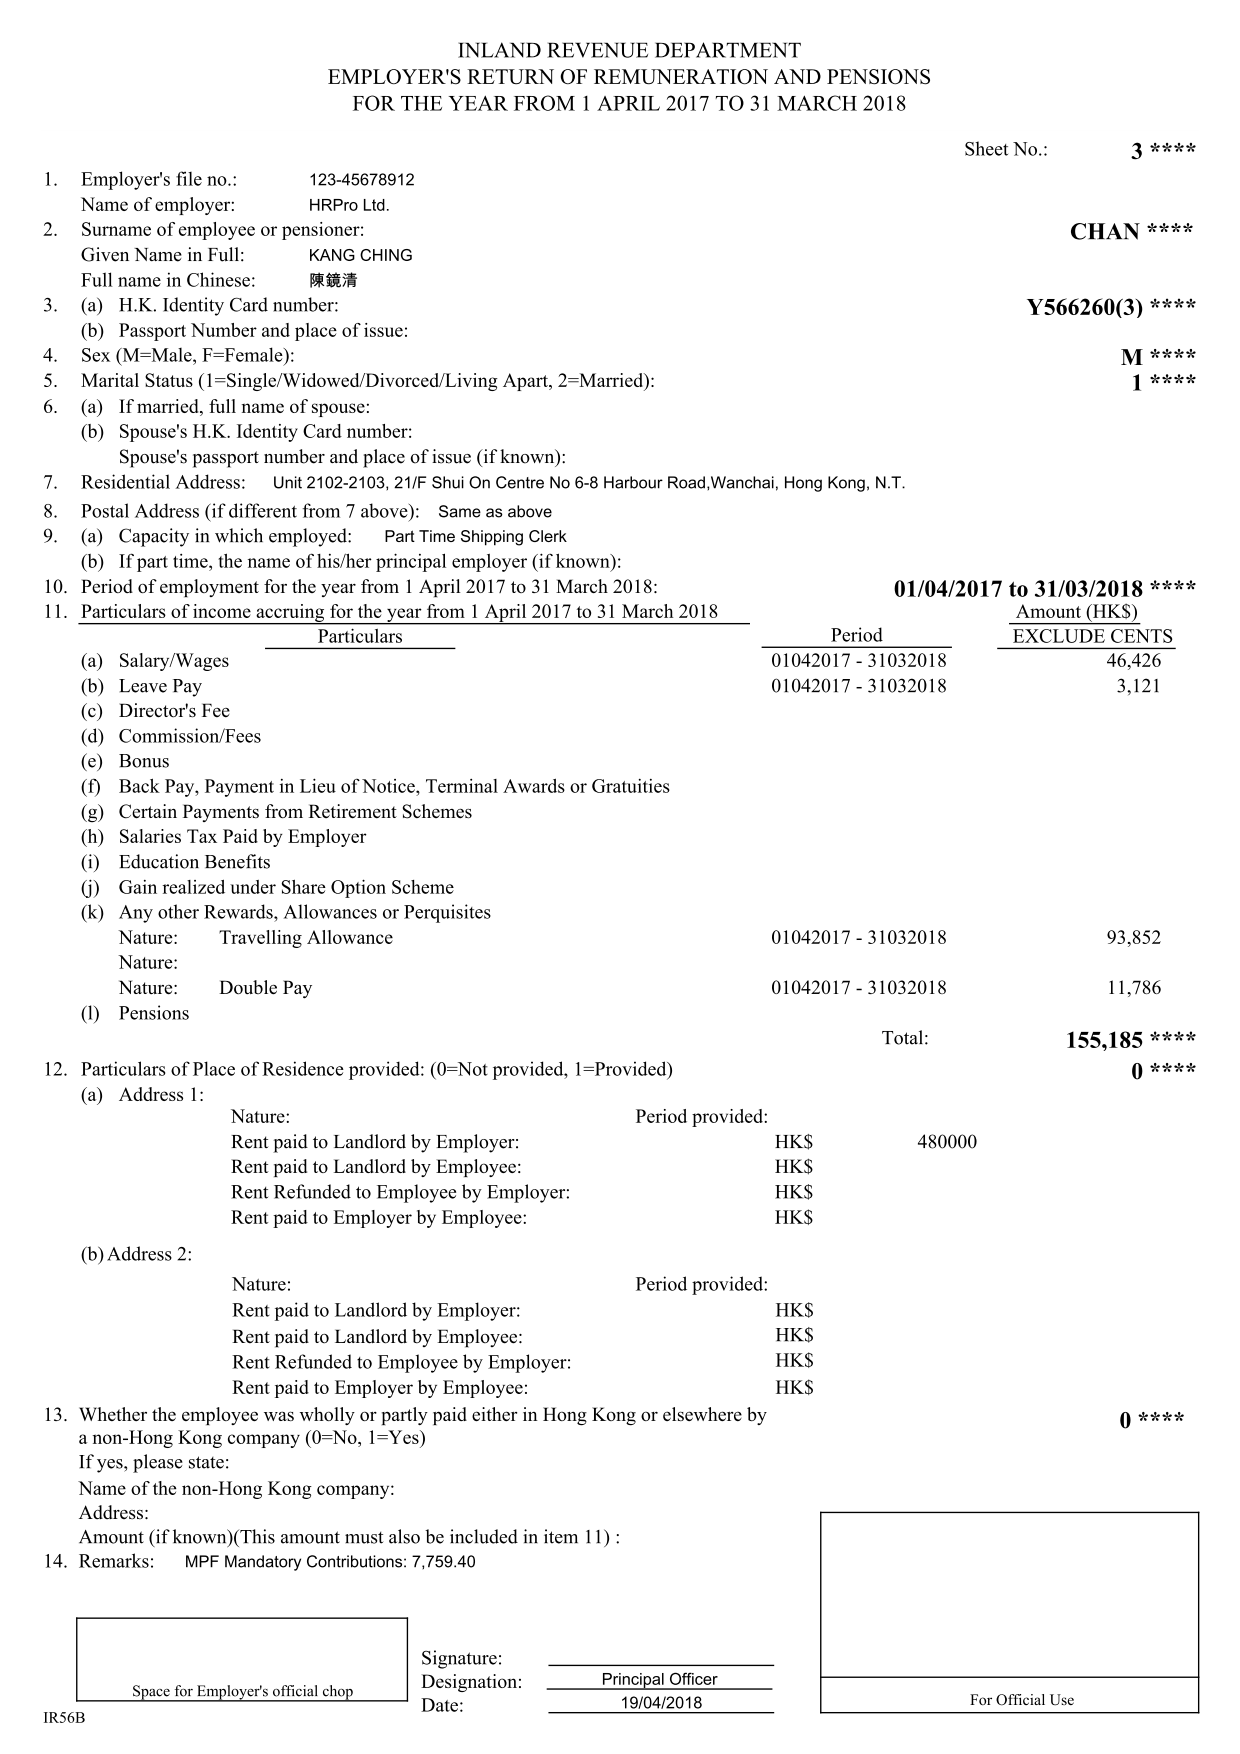 INLAND REVENUE DEPARTMENT
EMPLOYER'S RETURN OF REMUNERATION AND PENSIONS
FOR THE YEAR FROM 1 APRIL 2017 TO 31 MARCH 2018
Sheet No.: 3 ****
1. Employer's file no.: 123-45678912
Name of employer: HRPro Ltd.
2. Surname of employee or pensioner: CHAN ****
Given Name in Full: KANG CHING
Full name in Chinese: 陳鏡清
3. (a) H.K. Identity Card number: Y566260(3) ****
(b) Passport Number and place of issue:
4. Sex (M=Male, F=Female): M ****
5. Marital Status (1=Single/Widowed/Divorced/Living Apart, 2=Married): 1 ****
6. (a) If married, full name of spouse:
(b) Spouse's H.K. Identity Card number:
Spouse's passport number and place of issue (if known):
7. Residential Address: Unit 2102-2103, 21/F Shui On Centre No 6-8 Harbour Road,Wanchai, Hong Kong, N.T.
8. Postal Address (if different from 7 above): Same as above
9. (a) Capacity in which employed: Part Time Shipping Clerk
(b) If part time, the name of his/her principal employer (if known):
10. Period of employment for the year from 1 April 2017 to 31 March 2018: 01/04/2017 to 31/03/2018 ****
11. Particulars of income accruing for the year from 1 April 2017 to 31 March 2018 Amount (HK$)
Particulars Period EXCLUDE CENTS
(a) Salary/Wages 01042017 - 31032018 46,426
(b) Leave Pay 01042017 - 31032018 3,121
(c) Director's Fee
(d) Commission/Fees
(e) Bonus
(f) Back Pay, Payment in Lieu of Notice, Terminal Awards or Gratuities
(g) Certain Payments from Retirement Schemes
(h) Salaries Tax Paid by Employer
(i) Education Benefits
(j) Gain realized under Share Option Scheme
(k) Any other Rewards, Allowances or Perquisites
Nature: Travelling Allowance 01042017 - 31032018 93,852
Nature:
Nature: Double Pay 01042017 - 31032018 11,786
(l) Pensions
Total: 155,185 ****
12. Particulars of Place of Residence provided: (0=Not provided, 1=Provided) 0 ****
(a) Address 1:
Nature: Period provided:
Rent paid to Landlord by Employer: HK$ 480000
Rent paid to Landlord by Employee: HK$
Rent Refunded to Employee by Employer: HK$
Rent paid to Employer by Employee: HK$
(b) Address 2:
Nature: Period provided:
Rent paid to Landlord by Employer: HK$
Rent paid to Landlord by Employee: HK$
Rent Refunded to Employee by Employer: HK$
Rent paid to Employer by Employee: HK$
13. Whether the employee was wholly or partly paid either in Hong Kong or elsewhere by 0 ****
a non-Hong Kong company (0=No, 1=Yes)
If yes, please state:
Name of the non-Hong Kong company:
Address:
Amount (if known)(This amount must also be included in item 11) :
14. Remarks: MPF Mandatory Contributions: 7,759.40
Signature:
Designation: Principal Officer
Space for Employer's official chop
Date: 19/04/2018
For Official Use
IR56B